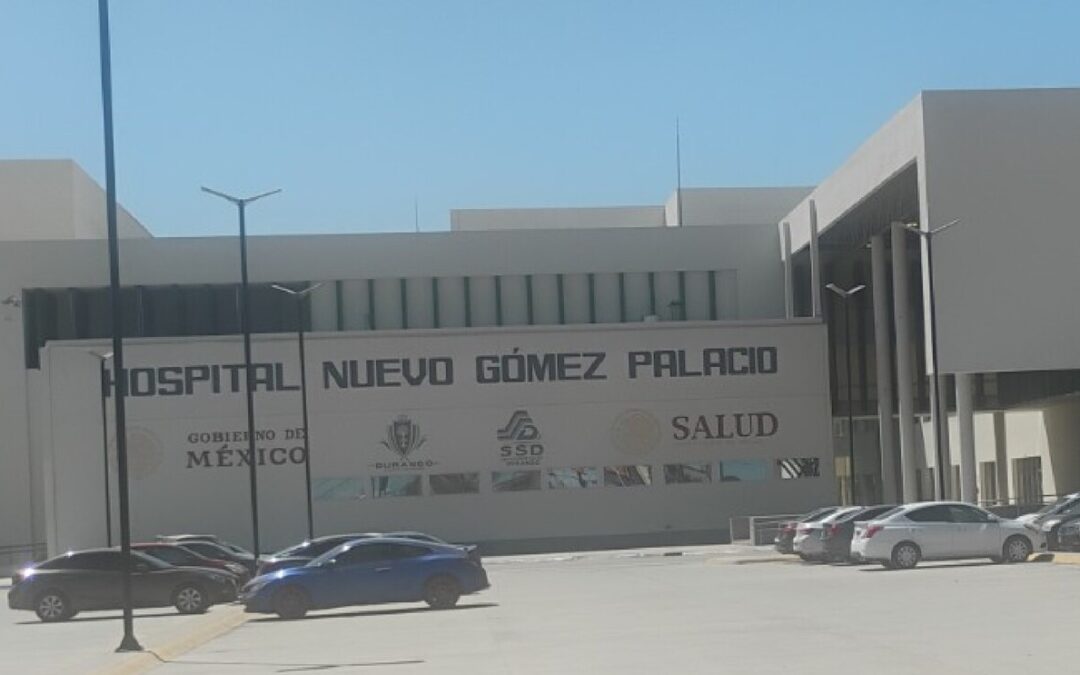 HOSPITAL NUEVO GÓMEZ PALACIO
GOBIERNO DE
MÉXICO
DURANGO
SSD
SALUD